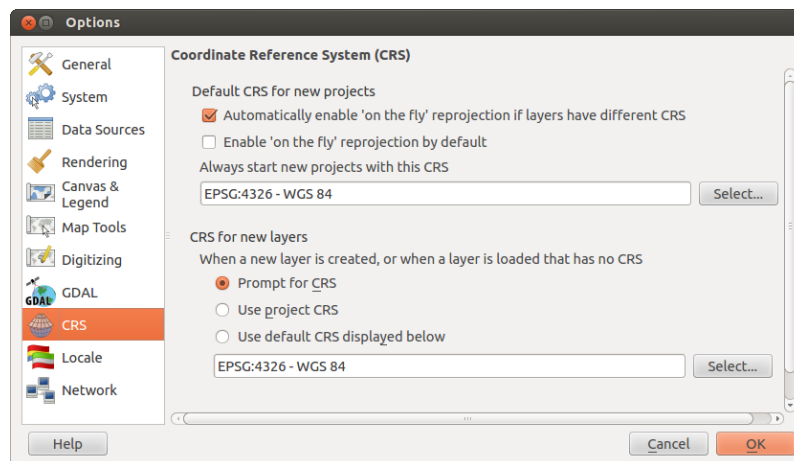 Options
General
System
Data Sources
Rendering
Canvas &
Legend
Map Tools
Digitizing
GDAL
GDAL
CRS
Locale
Network
Coordinate Reference System (CRS)
Default CRS for new projects
Automatically enable 'on the fly' reprojection if layers have different CRS
Enable 'on the fly' reprojection by default
Always start new projects with this CRS
EPSG:4326 - WGS 84 Select...
CRS for new layers
When a new layer is created, or when a layer is loaded that has no CRS
Prompt for CRS
Use project CRS
Use default CRS displayed below
EPSG:4326 - WGS 84 Select...
Help Cancel OK